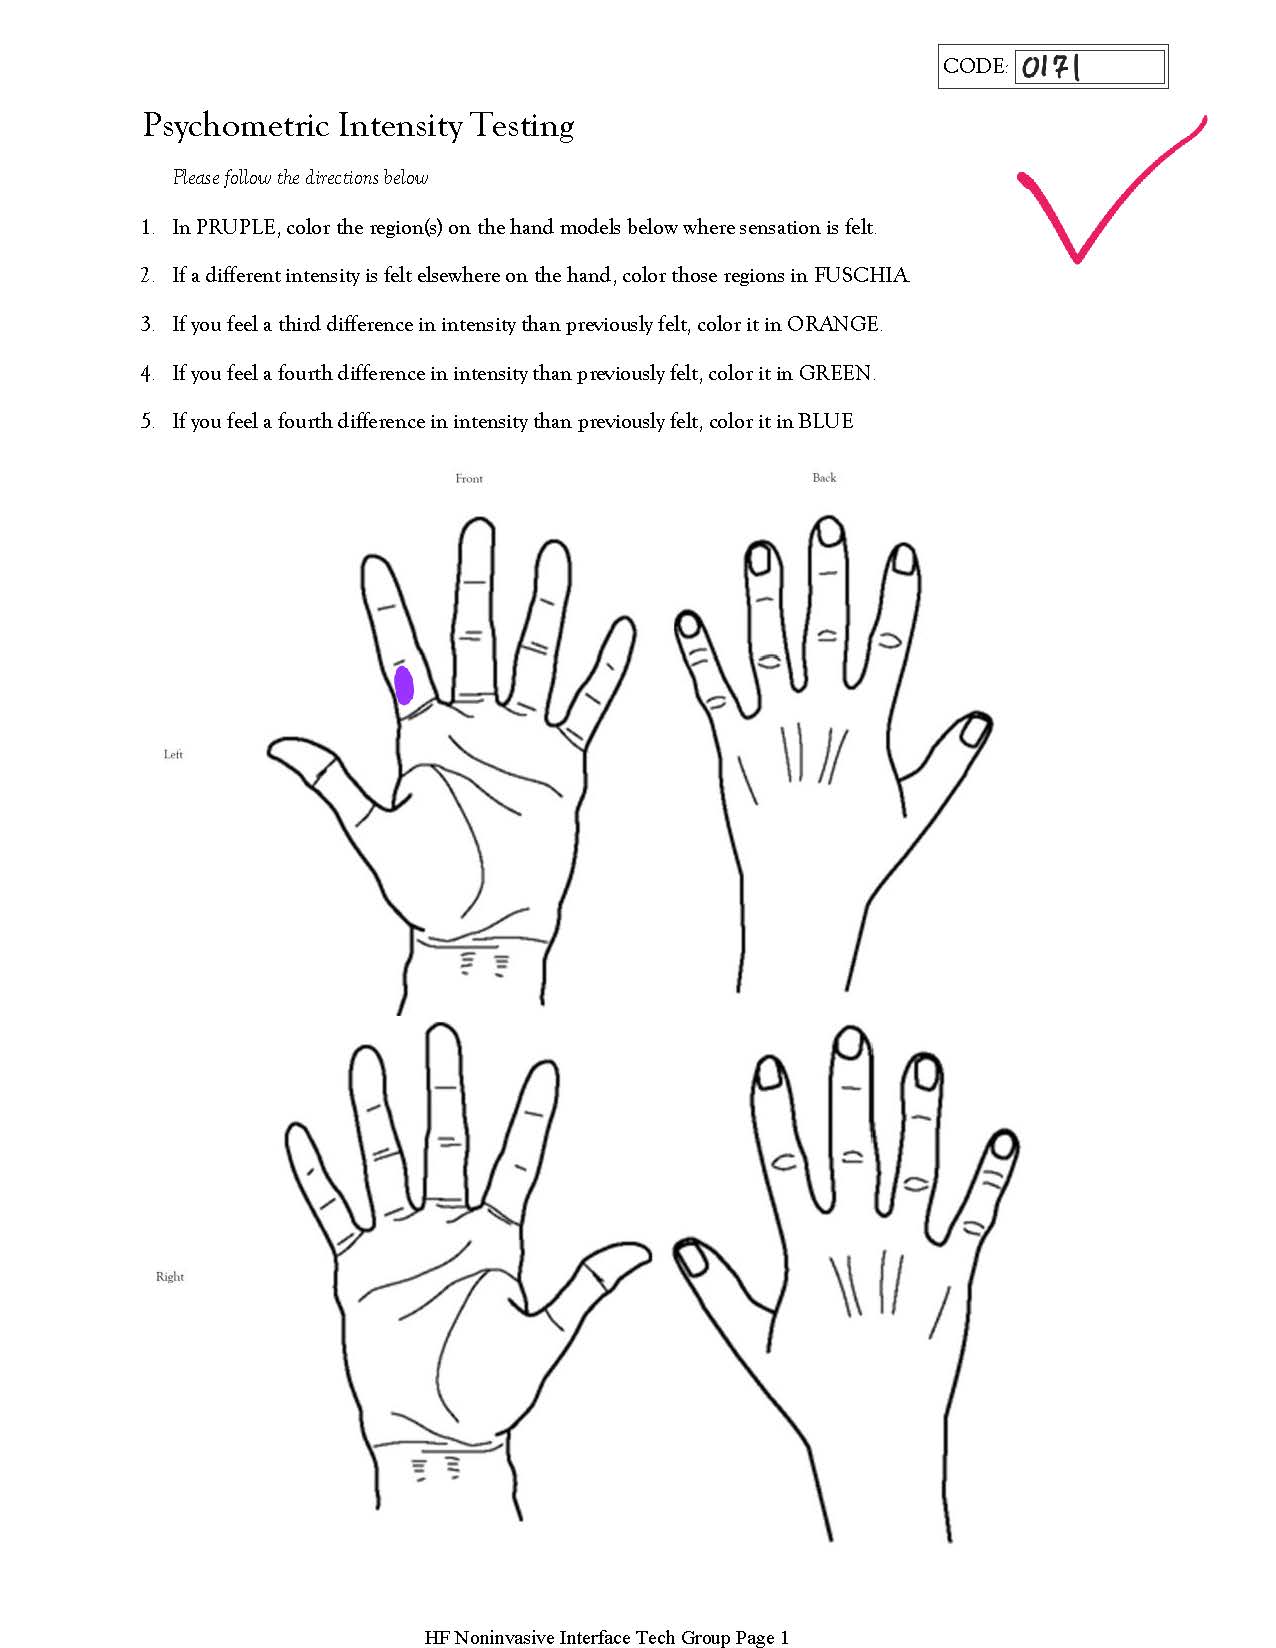 CODE: 0171
Psychometric Intensity Testing
Please follow the directions below
1. In PRUPLE, color the region(s) on the hand models below where sensation is felt.
2. If a different intensity is felt elsewhere on the hand, color those regions in FUSCHIA.
3. If you feel a third difference in intensity than previously felt, color it in ORANGE.
4. If you feel a fourth difference in intensity than previously felt, color it in GREEN.
5. If you feel a fourth difference in intensity than previously felt, color it in BLUE
Front Back
Left
Right
HF Noninvasive Interface Tech Group Page 1